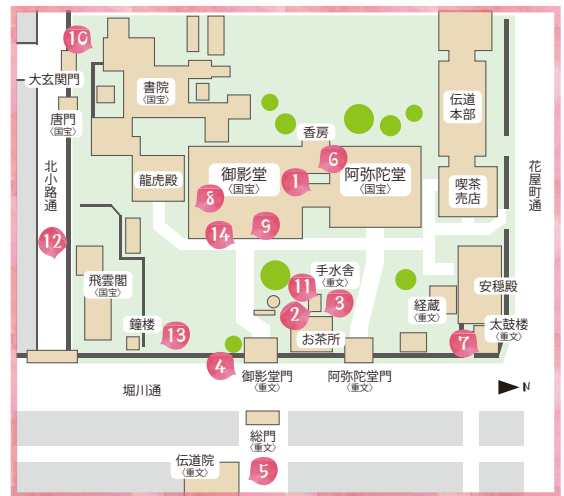 10
大玄関門
唐門
〈国宝〉
書院
〈国宝〉
香房
伝道
本部
北小路通
龍虎殿
御影堂
〈国宝〉
1
6
阿弥陀堂
〈国宝〉
8
9
14
喫茶
売店
花屋町通
12
飛雲閣
〈国宝〉
手水舎
〈重文〉
11
3
2
お茶所
経蔵
〈重文〉
安穏殿
太鼓楼
〈重文〉
7
鐘楼
13
4
御影堂門
〈重文〉
阿弥陀堂門
〈重文〉
堀川通
N
総門
〈重文〉
伝道院
〈重文〉
5